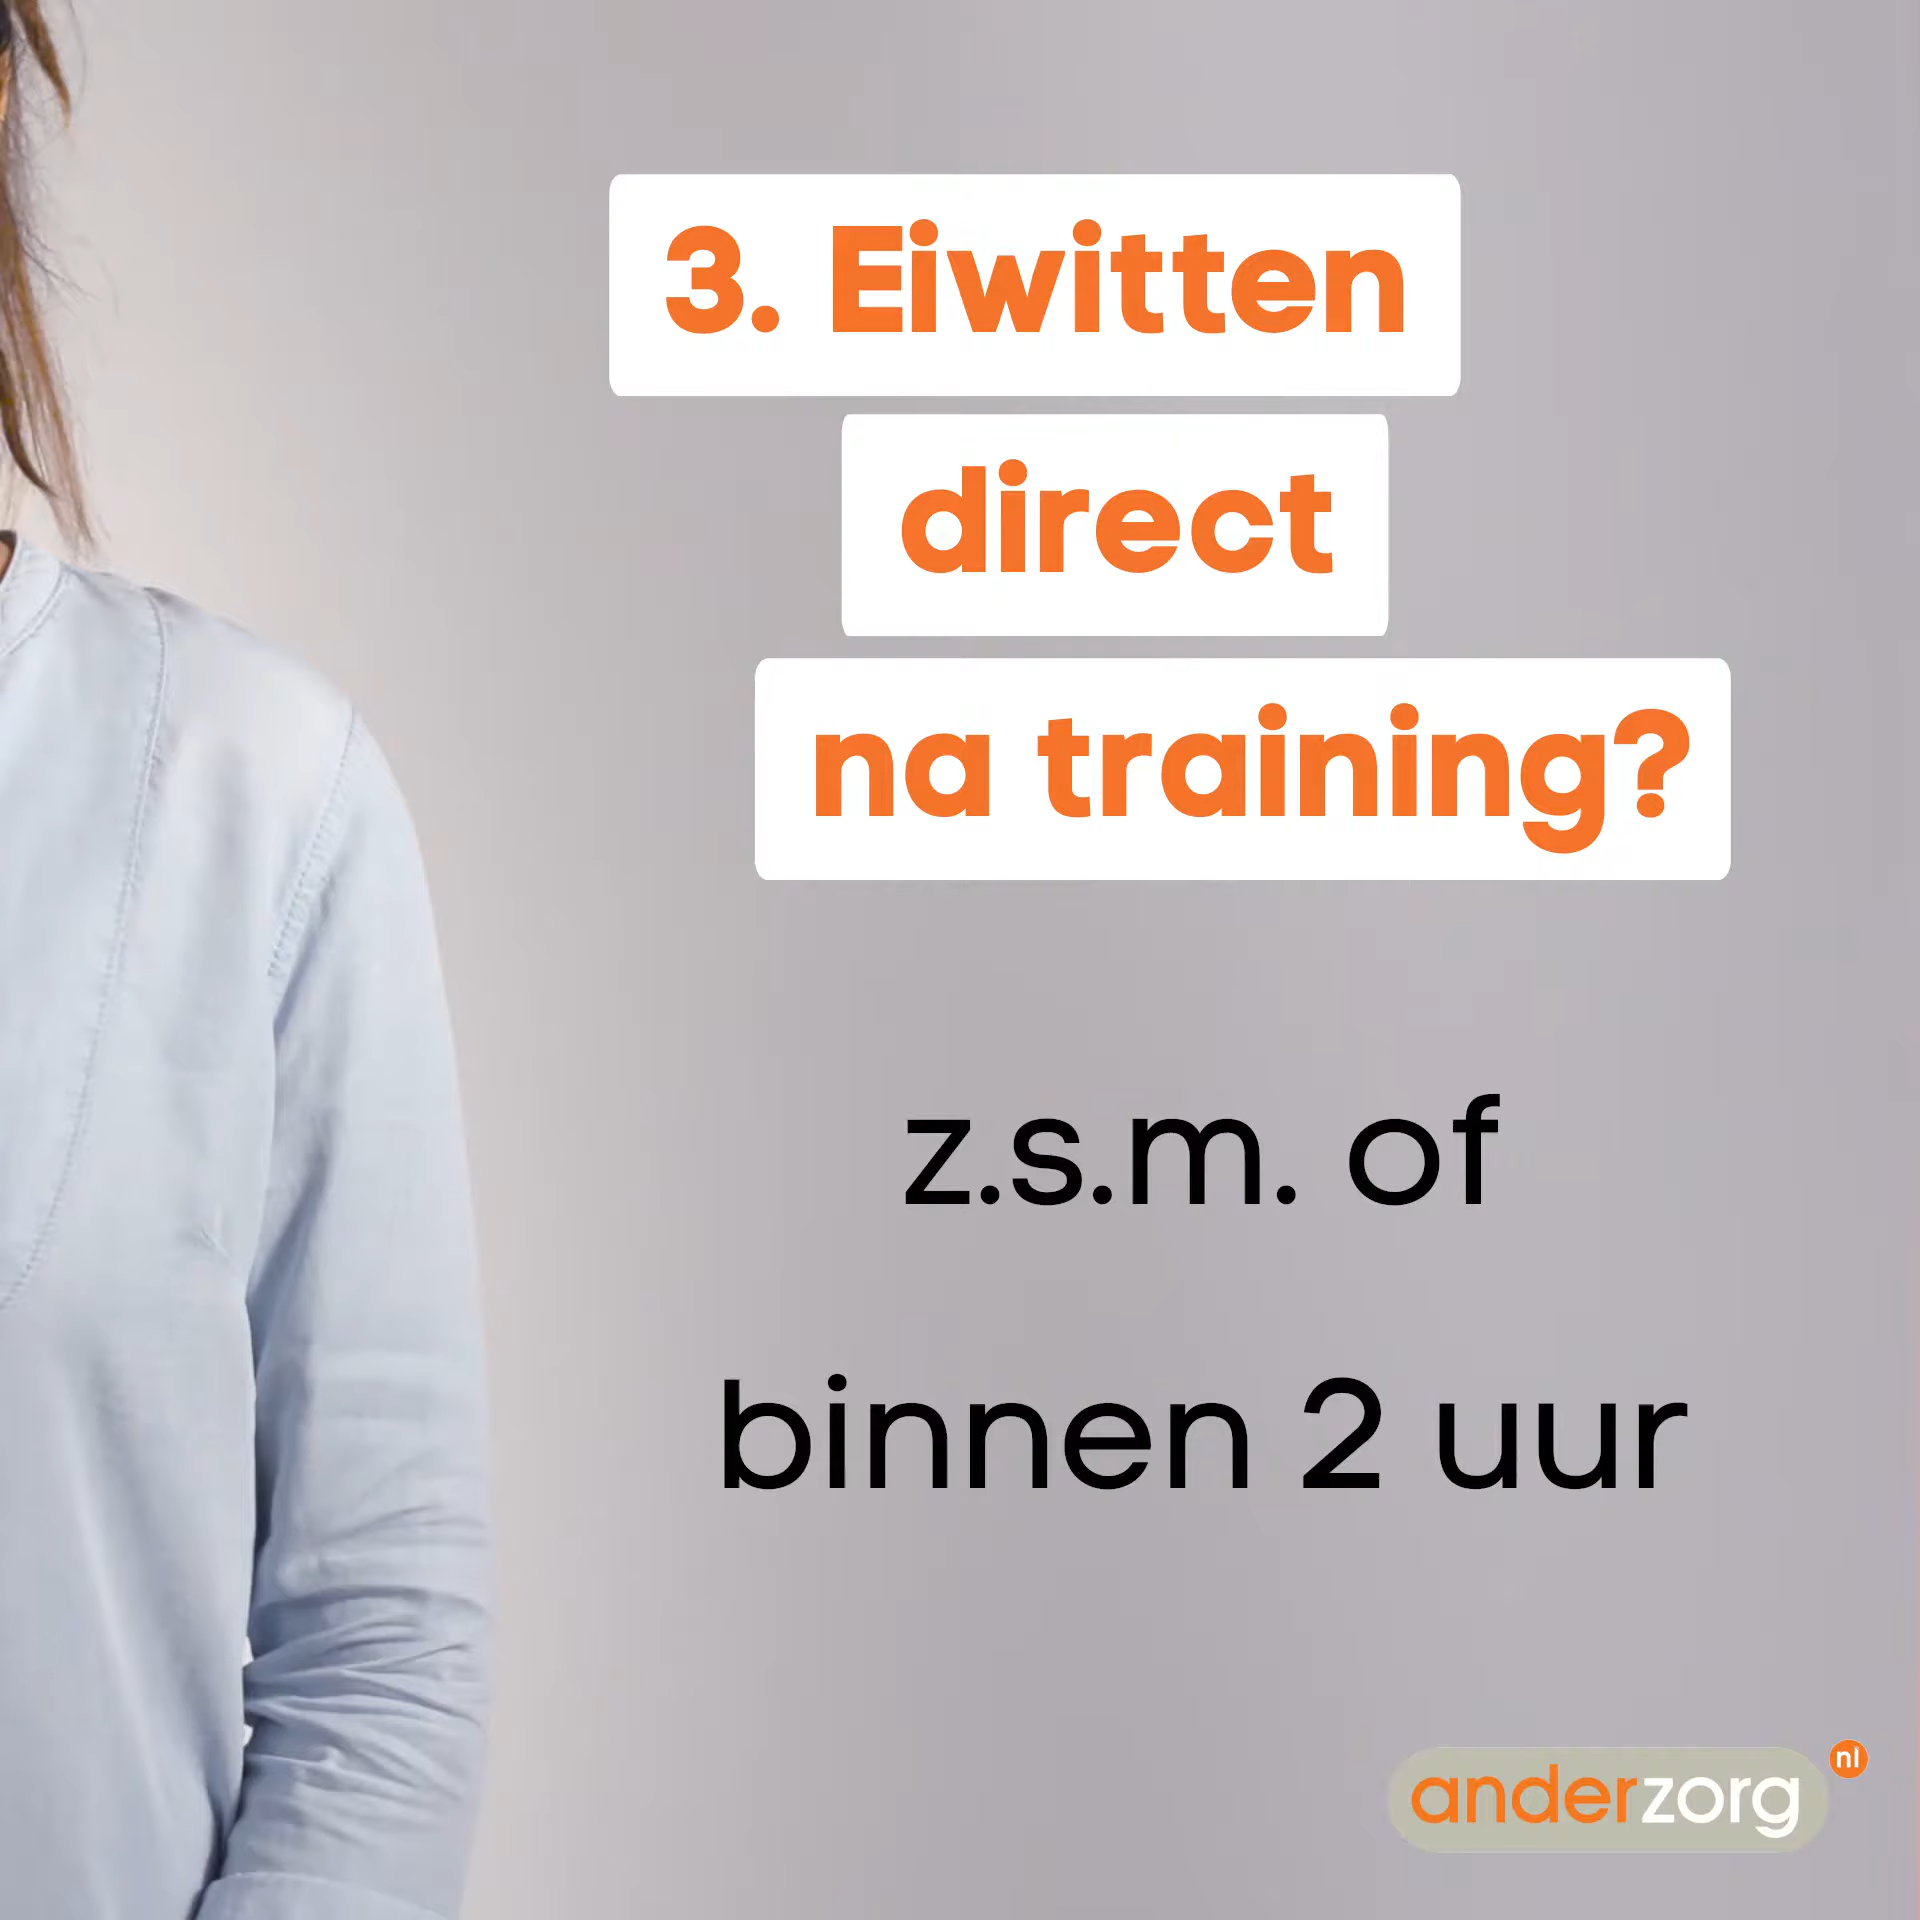 3. Eiwitten
direct
na training?
z.s.m. of
binnen 2 uur
anderzorg
nl